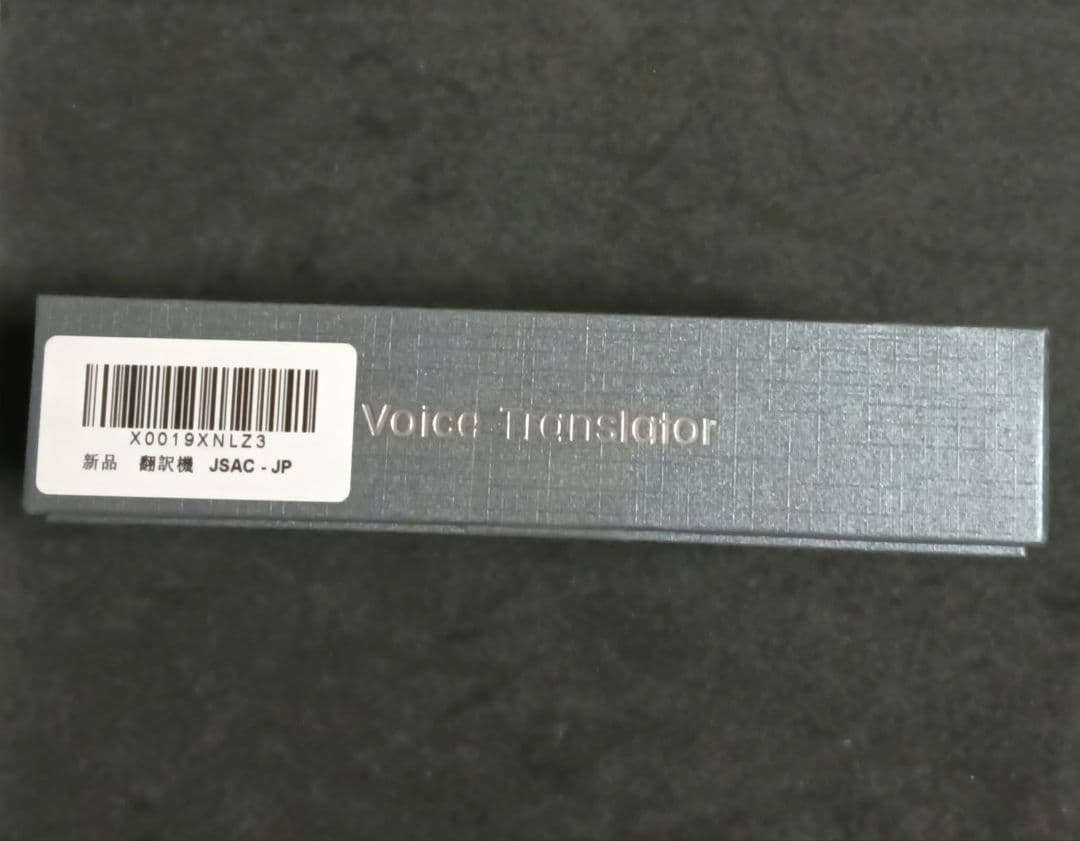 X0019XNLZ3
新品 翻訳機 JSAC - JP
Voice Translator